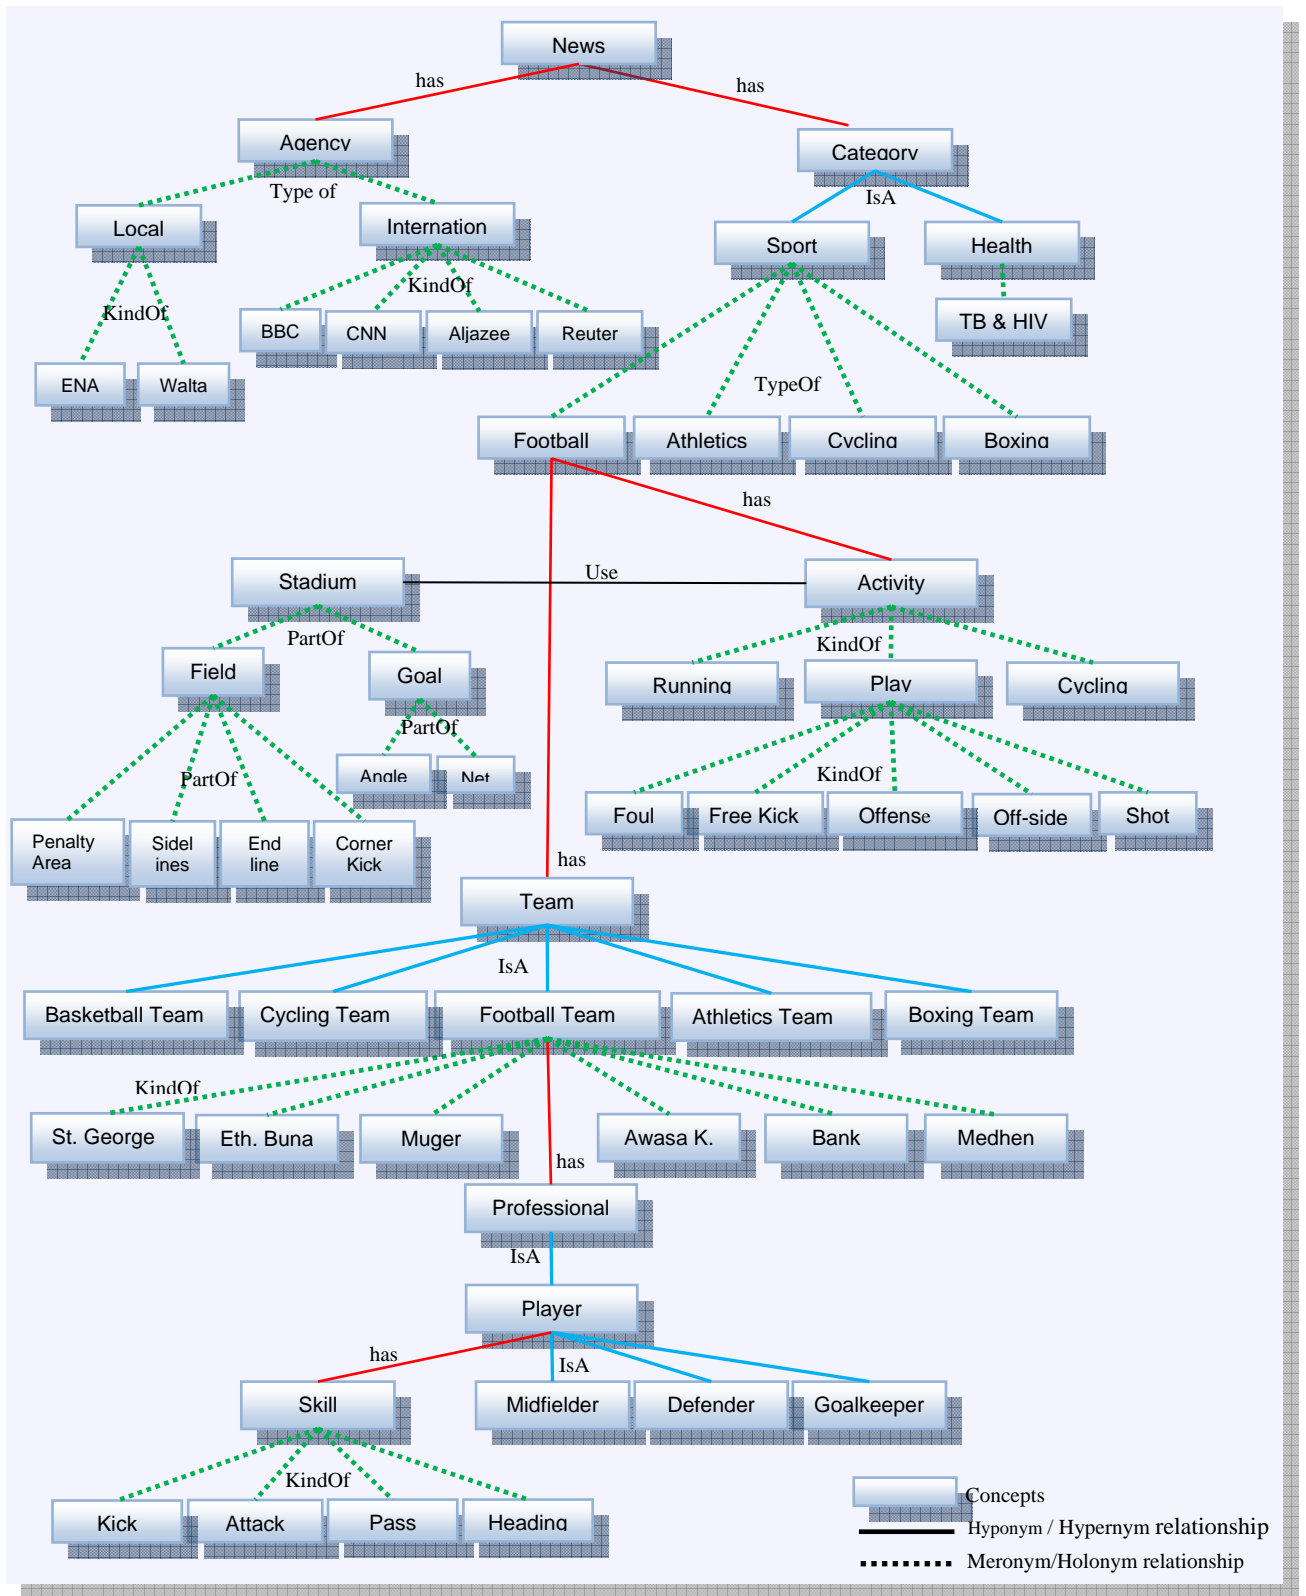 News
has
has
Agency
Category
Type of
IsA
Local
Internation
Sport
Health
KindOf
KindOf
BBC
CNN
Aljazee
Reuter
TB & HIV
ENA
Walta
TypeOf
Football
Athletics
Cycling
Boxing
has
Stadium
Use
Activity
PartOf
KindOf
Field
Goal
Running
Play
Cycling
PartOf
Angle
Net
PartOf
KindOf
Foul
Free Kick
Offense
Off-side
Shot
Penalty
Area
Sidel
ines
End
line
Corner
Kick
has
Team
IsA
Basketball Team
Cycling Team
Football Team
Athletics Team
Boxing Team
KindOf
St. George
Eth. Buna
Muger
Awasa K.
Bank
Medhen
has
Professional
IsA
Player
has
IsA
Skill
Midfielder
Defender
Goalkeeper
KindOf
Kick
Attack
Pass
Heading
Concepts
Hyponym / Hypernym relationship
Meronym/Holonym relationship